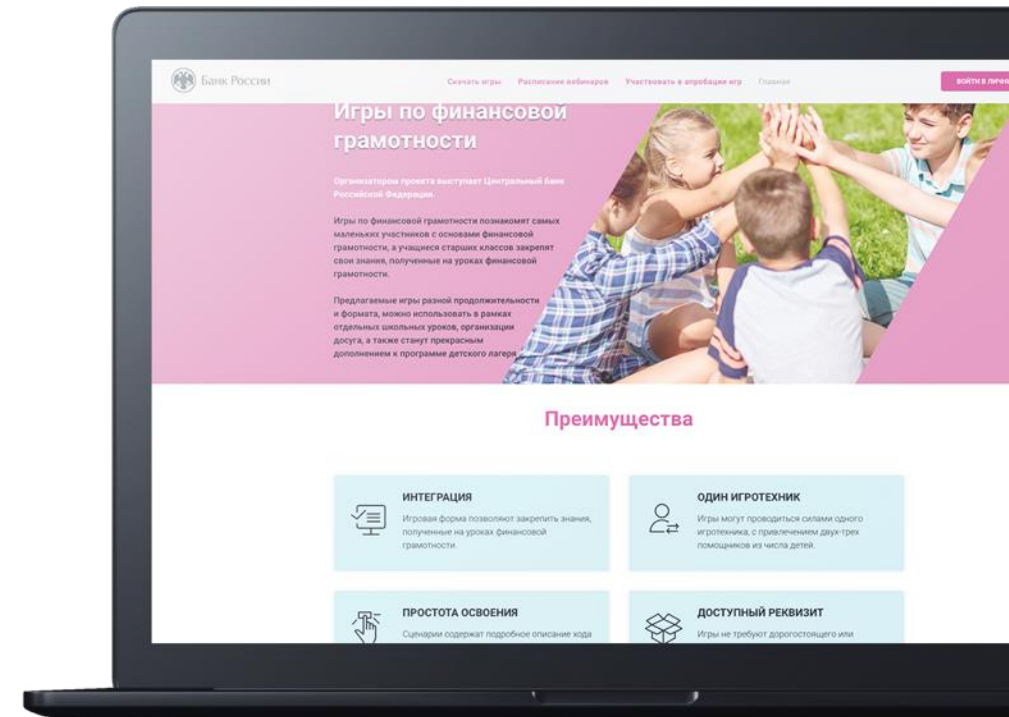 Банк России
Скачать игры Расписание вебинаров Участвовать в апробации игр Главная
ВОЙТИ В ЛИЧН
Игры по финансовой
грамотности
Организатором проекта выступает Центральный банк
Российской Федерации.
Игры по финансовой грамотности познакомят самых
маленьких участников с основами финансовой
грамотности, а учащиеся старших классов закрепят
свои знания, полученные на уроках финансовой
грамотности.
Предлагаемые игры разной продолжительности
и формата, можно использовать в рамках
отдельных школьных уроков, организации
досуга, а также станут прекрасным
дополнением к программе детского лагеря
Преимущества
ИНТЕГРАЦИЯ
Игровая форма позволяют закрепить знания,
полученные на уроках финансовой
грамотности.
ОДИН ИГРОТЕХНИК
Игры могут проводиться силами одного
игротехника, с привлечением двух-трех
помощников из числа детей.
ПРОСТОТА ОСВОЕНИЯ
Сценарии содержат подробное описание хода
ДОСТУПНЫЙ РЕКВИЗИТ
Игры не требуют дорогостоящего или